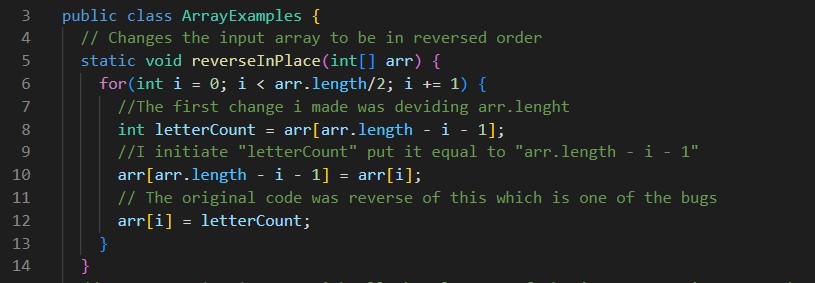 3 public class ArrayExamples {
4 // Changes the input array to be in reversed order
5 static void reverseInPlace(int[] arr) {
6 for(int i = 0; i < arr.length/2; i += 1) {
7 //The first change i made was deviding arr.lenght
8 int letterCount = arr[arr.length - i - 1];
9 //I initiate "letterCount" put it equal to "arr.length - i - 1"
10 arr[arr.length - i - 1] = arr[i];
11 // The original code was reverse of this which is one of the bugs
12 arr[i] = letterCount;
13 }
14 }